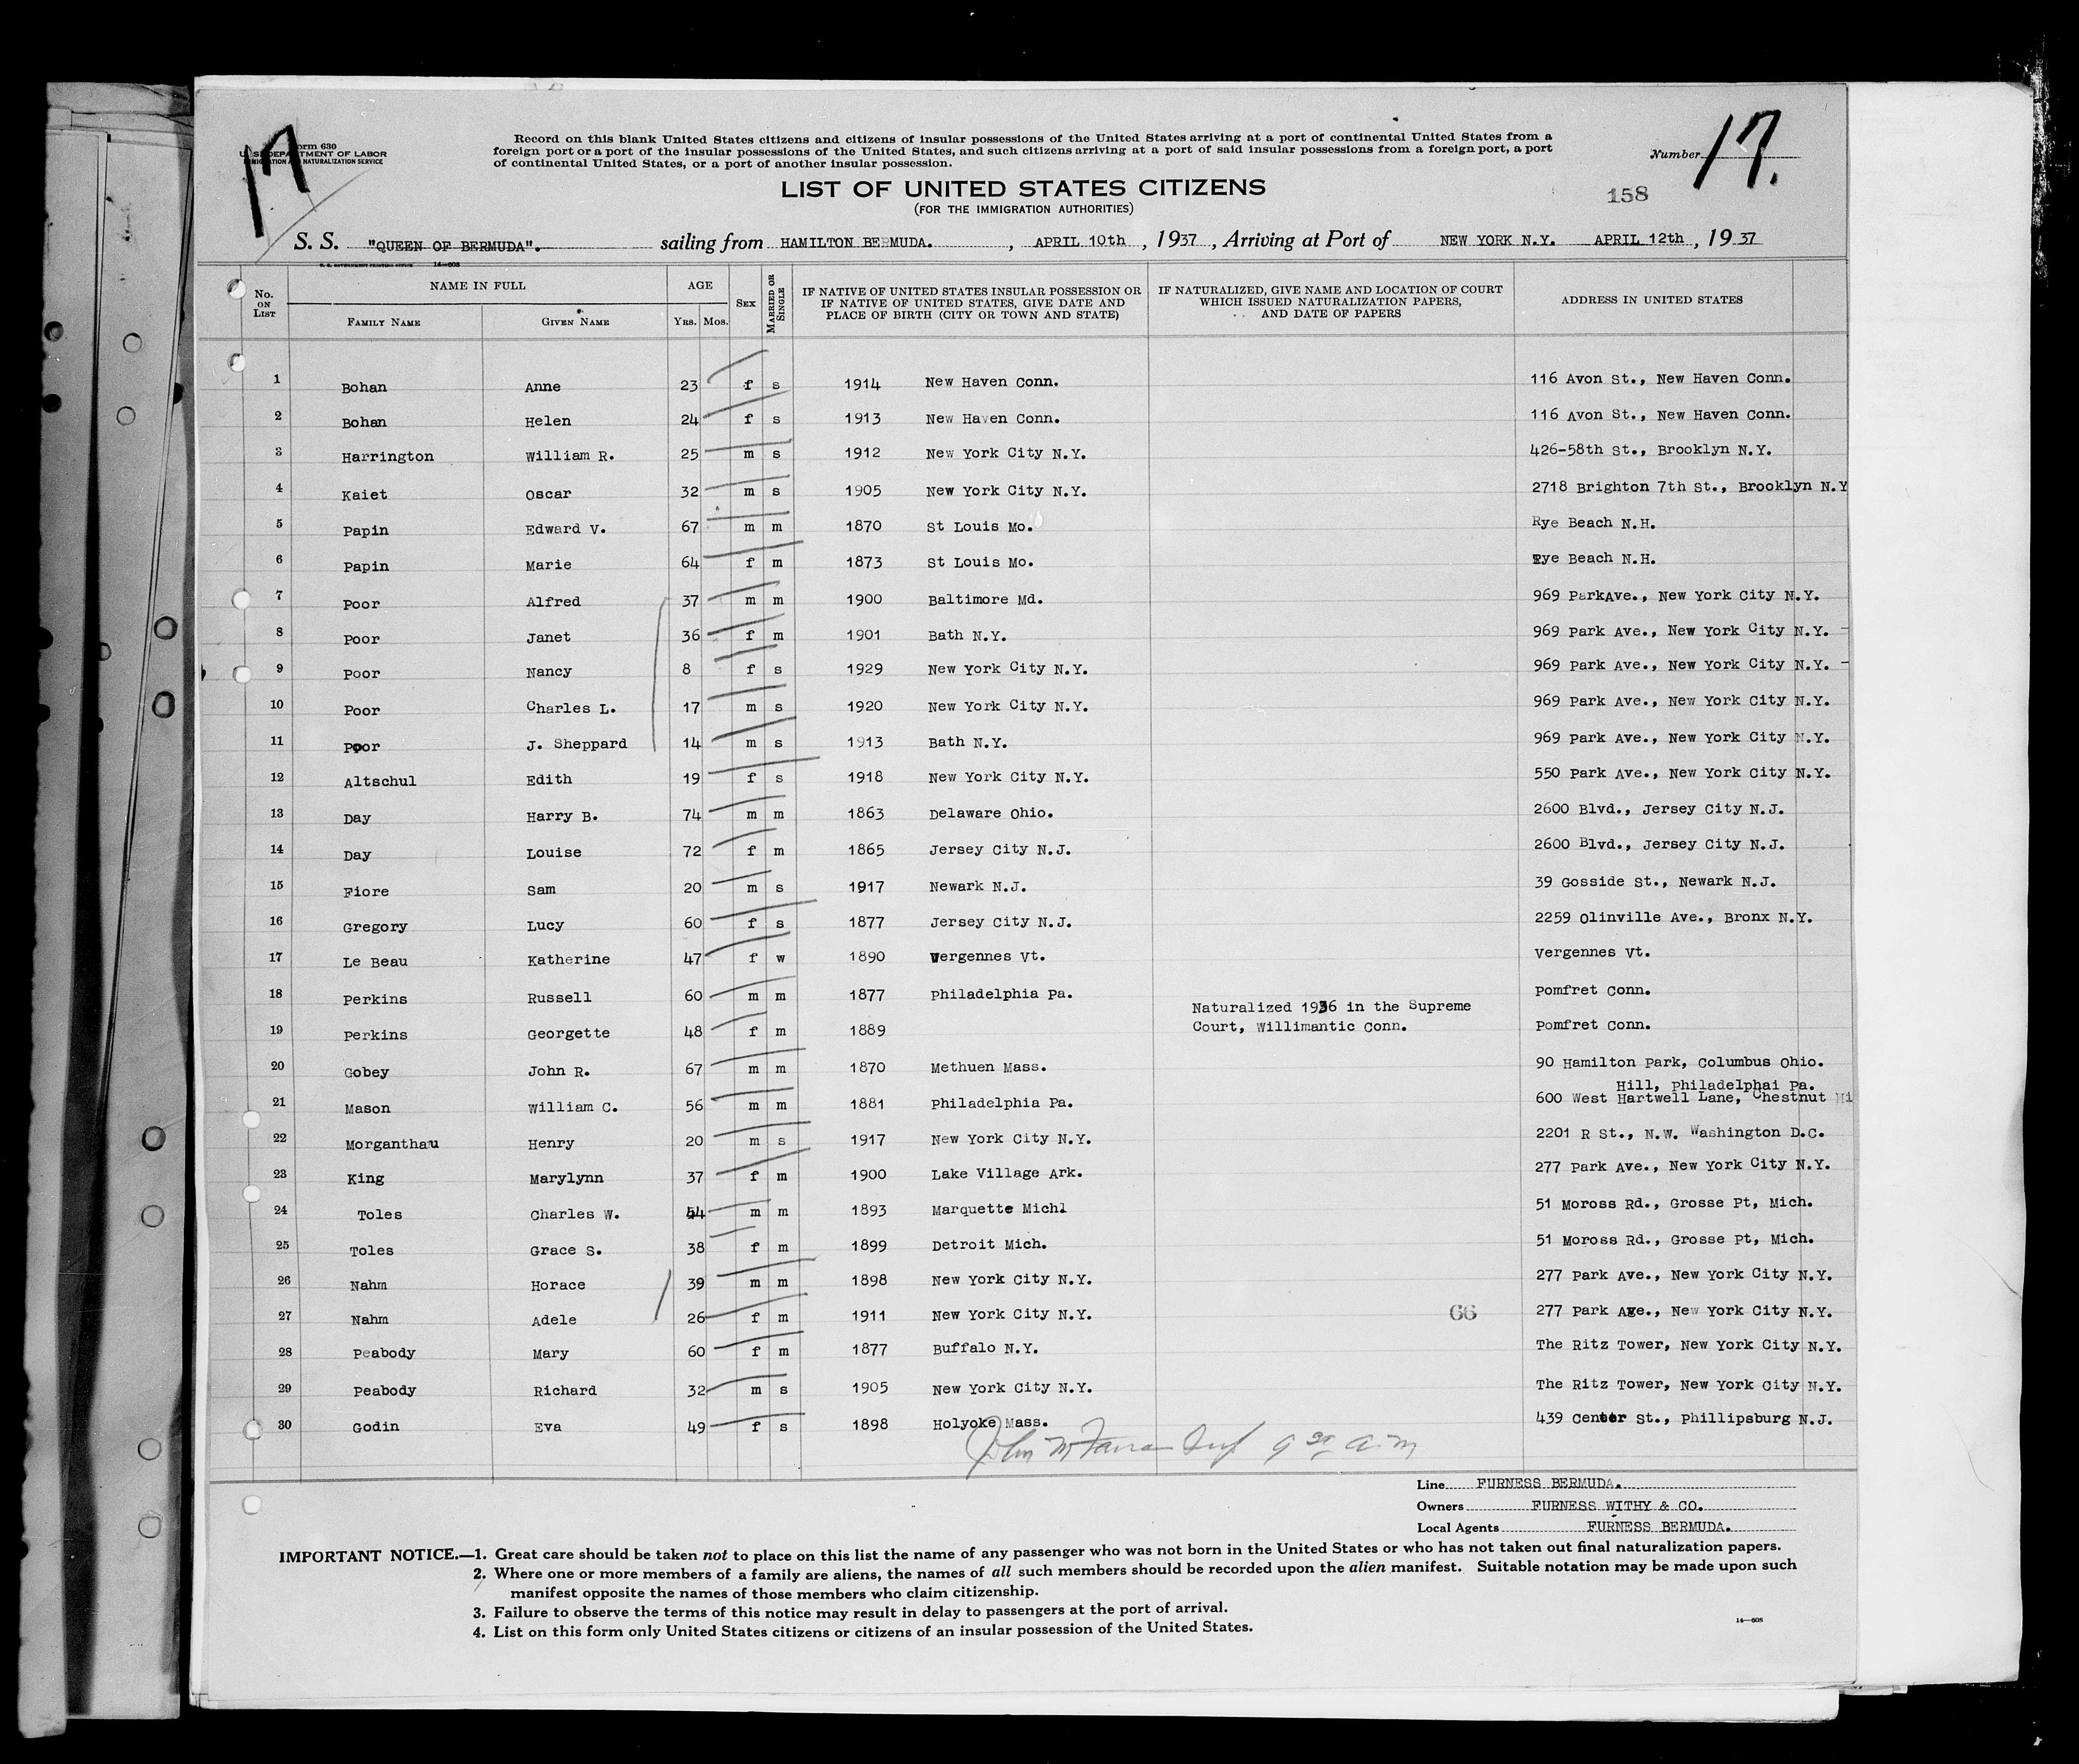 Form 630
U. S. DEPARTMENT OF LABOR
IMMIGRATION AND NATURALIZATION SERVICE
17
Record on this blank United States citizens and citizens of insular possessions of the United States arriving at a port of continental United States from a
foreign port or a port of the insular possessions of the United States, and such citizens arriving at a port of said insular possessions from a foreign port, a port
of continental United States, or a port of another insular possession.
Number 17.
LIST OF UNITED STATES CITIZENS
(FOR THE IMMIGRATION AUTHORITIES)
158
S. S. "QUEEN OF BERMUDA". sailing from HAMILTON BERMUDA. , APRIL 10th , 1937 , Arriving at Port of NEW YORK N.Y. APRIL 12th , 1937
U. S. GOVERNMENT PRINTING OFFICE 14—608
No. ON LIST NAME IN FULL AGE SEX MARRIED OR SINGLE IF NATIVE OF UNITED STATES INSULAR POSSESSION OR IF NATIVE OF UNITED STATES, GIVE DATE AND PLACE OF BIRTH (CITY OR TOWN AND STATE) IF NATURALIZED, GIVE NAME AND LOCATION OF COURT WHICH ISSUED NATURALIZATION PAPERS, AND DATE OF PAPERS ADDRESS IN UNITED STATES
FAMILY NAME GIVEN NAME YRS. MOS.
1 Bohan Anne 23 f s 1914 New Haven Conn. 116 Avon St., New Haven Conn.
2 Bohan Helen 24 f s 1913 New Haven Conn. 116 Avon St., New Haven Conn.
3 Harrington William R. 25 m s 1912 New York City N.Y. 426-58th St., Brooklyn N.Y.
4 Kaiet Oscar 32 m s 1905 New York City N.Y. 2718 Brighton 7th St., Brooklyn N.Y
5 Papin Edward V. 67 m m 1870 St Louis Mo. Rye Beach N.H.
6 Papin Marie 64 f m 1873 St Louis Mo. Rye Beach N.H.
7 Poor Alfred 37 m m 1900 Baltimore Md. 969 ParkAve., New York City N.Y.
8 Poor Janet 36 f m 1901 Bath N.Y. 969 Park Ave., New York City N.Y. -
9 Poor Nancy 8 f s 1929 New York City N.Y. 969 Park Ave., New York City N.Y. -
10 Poor Charles L. 17 m s 1920 New York City N.Y. 969 Park Ave., New York City N.Y.
11 Poor J. Sheppard 14 m s 1913 Bath N.Y. 969 Park Ave., New York City N.Y.
12 Altschul Edith 19 f s 1918 New York City N.Y. 550 Park Ave., New York City N.Y.
13 Day Harry B. 74 m m 1863 Delaware Ohio. 2600 Blvd., Jersey City N.J.
14 Day Louise 72 f m 1865 Jersey City N.J. 2600 Blvd., Jersey City N.J.
15 Fiore Sam 20 m s 1917 Newark N.J. 39 Gosside St., Newark N.J.
16 Gregory Lucy 60 f s 1877 Jersey City N.J. 2259 Olinville Ave., Bronx N.Y.
17 Le Beau Katherine 47 f w 1890 Vergennes Vt. Vergennes Vt.
18 Perkins Russell 60 m m 1877 Philadelphia Pa. Pomfret Conn.
Naturalized 1936 in the Supreme
19 Perkins Georgette 48 f m 1889 Court, Willimantic Conn. Pomfret Conn.
20 Gobey John R. 67 m m 1870 Methuen Mass. 90 Hamilton Park, Columbus Ohio.
Hill, Philadelphai Pa.
21 Mason William C. 56 m m 1881 Philadelphia Pa. 600 West Hartwell Lane, Chestnut Hi
22 Morganthau Henry 20 m s 1917 New York City N.Y. 2201 R St., N.W. Washington D.C.
23 King Marylynn 37 f m 1900 Lake Village Ark. 277 Park Ave., New York City N.Y.
24 Toles Charles W. 54 m m 1893 Marquette Michl 51 Moross Rd., Grosse Pt, Mich.
25 Toles Grace S. 38 f m 1899 Detroit Mich. 51 Moross Rd., Grosse Pt, Mich.
26 Nahm Horace 39 m m 1898 New York City N.Y. 277 Park Ave., New York City N.Y.
27 Nahm Adele 26 f m 1911 New York City N.Y. 66 277 Park Age., New York City N.Y.
28 Peabody Mary 60 f m 1877 Buffalo N.Y. The Ritz Tower, New York City N.Y.
29 Peabody Richard 32 m s 1905 New York City N.Y. The Ritz Tower, New York City N.Y.
30 Godin Eva 49 f s 1898 Holyoke Mass. 439 Center St., Phillipsburg N.J.
John 9 30 a.m
Line FURNESS BERMUDA.
Owners FURNESS WITHY & CO.
Local Agents FURNESS BERMUDA.
IMPORTANT NOTICE.—1. Great care should be taken not to place on this list the name of any passenger who was not born in the United States or who has not taken out final naturalization papers.
2. Where one or more members of a family are aliens, the names of all such members should be recorded upon the alien manifest. Suitable notation may be made upon such
manifest opposite the names of those members who claim citizenship.
3. Failure to observe the terms of this notice may result in delay to passengers at the port of arrival.
4. List on this form only United States citizens or citizens of an insular possession of the United States.
14—608